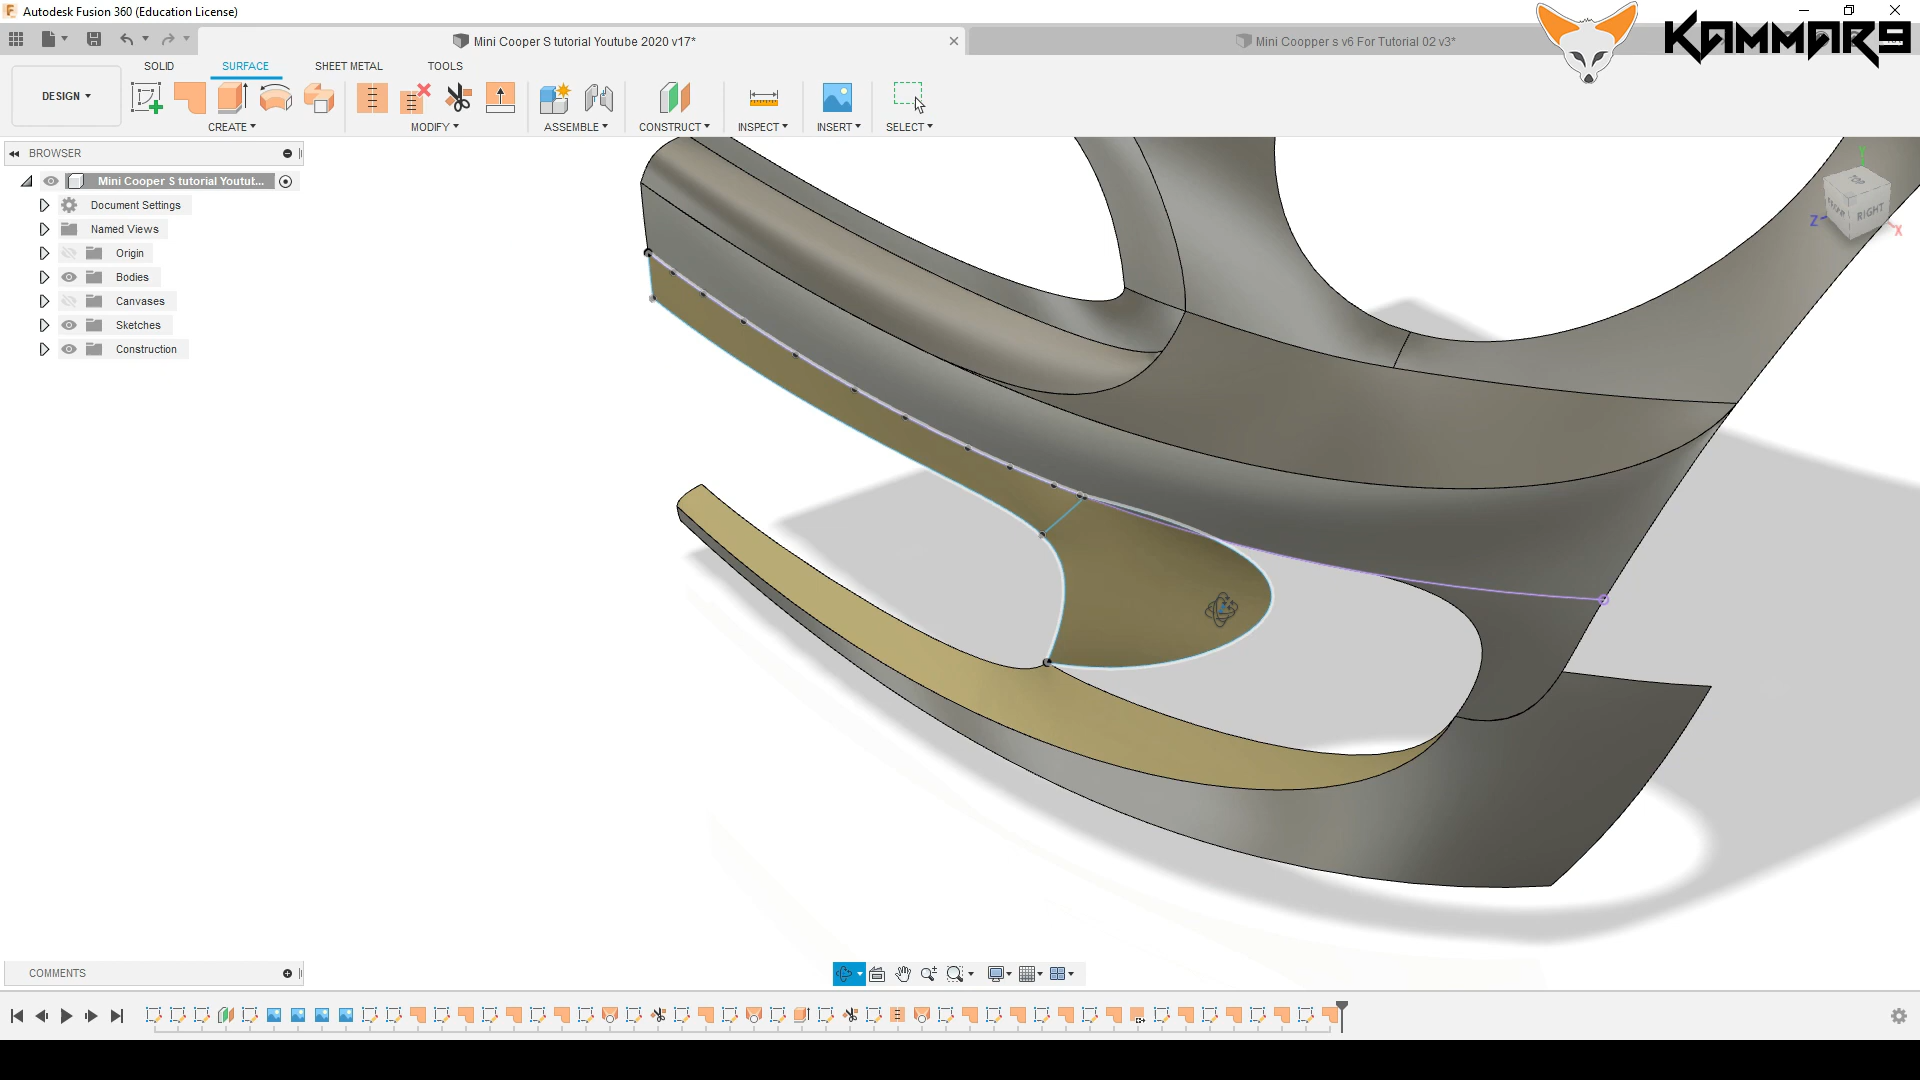 Autodesk Fusion 360 (Education License)
KAMMAR9
Mini Cooper S tutorial Youtube 2020 v17*
Mini Coopper s v6 For Tutorial 02 v3*
SOLID
SURFACE
SHEET METAL
TOOLS
DESIGN
CREATE
MODIFY
ASSEMBLE
CONSTRUCT
INSPECT
INSERT
SELECT
BROWSER
Mini Cooper S tutorial Youtut...
Document Settings
Named Views
Origin
Bodies
Canvases
Sketches
Construction
Y
TOP
RIGHT
Z
X
COMMENTS